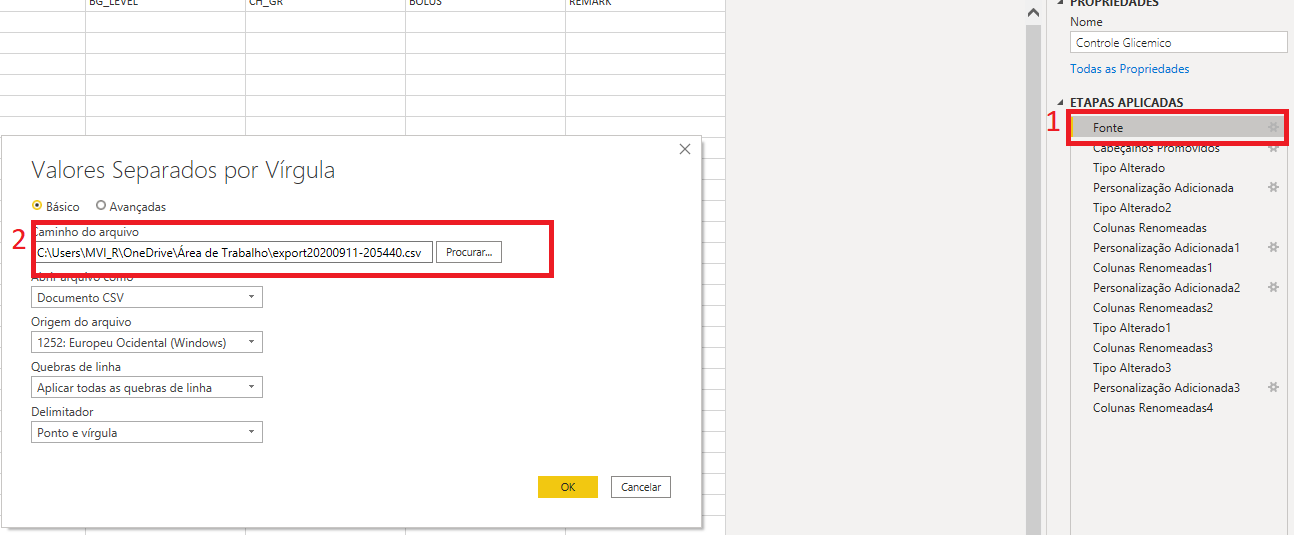 BG_LEVEL CH_GR BOLUS REMARK
PROPRIEDADES
Nome
Controle Glicemico
Todas as Propriedades
ETAPAS APLICADAS
1
Fonte
Cabeçalhos Promovidos
Tipo Alterado
Personalização Adicionada
Tipo Alterado2
Colunas Renomeadas
Personalização Adicionada1
Colunas Renomeadas1
Personalização Adicionada2
Colunas Renomeadas2
Tipo Alterado1
Colunas Renomeadas3
Tipo Alterado3
Personalização Adicionada3
Colunas Renomeadas4
Valores Separados por Vírgula
Básico Avançadas
2
Caminho do arquivo
C:\Users\MVI_R\OneDrive\Área de Trabalho\export20200911-205440.csv Procurar...
Abrir arquivo como
Documento CSV
Origem do arquivo
1252: Europeu Ocidental (Windows)
Quebras de linha
Aplicar todas as quebras de linha
Delimitador
Ponto e vírgula
OK Cancelar